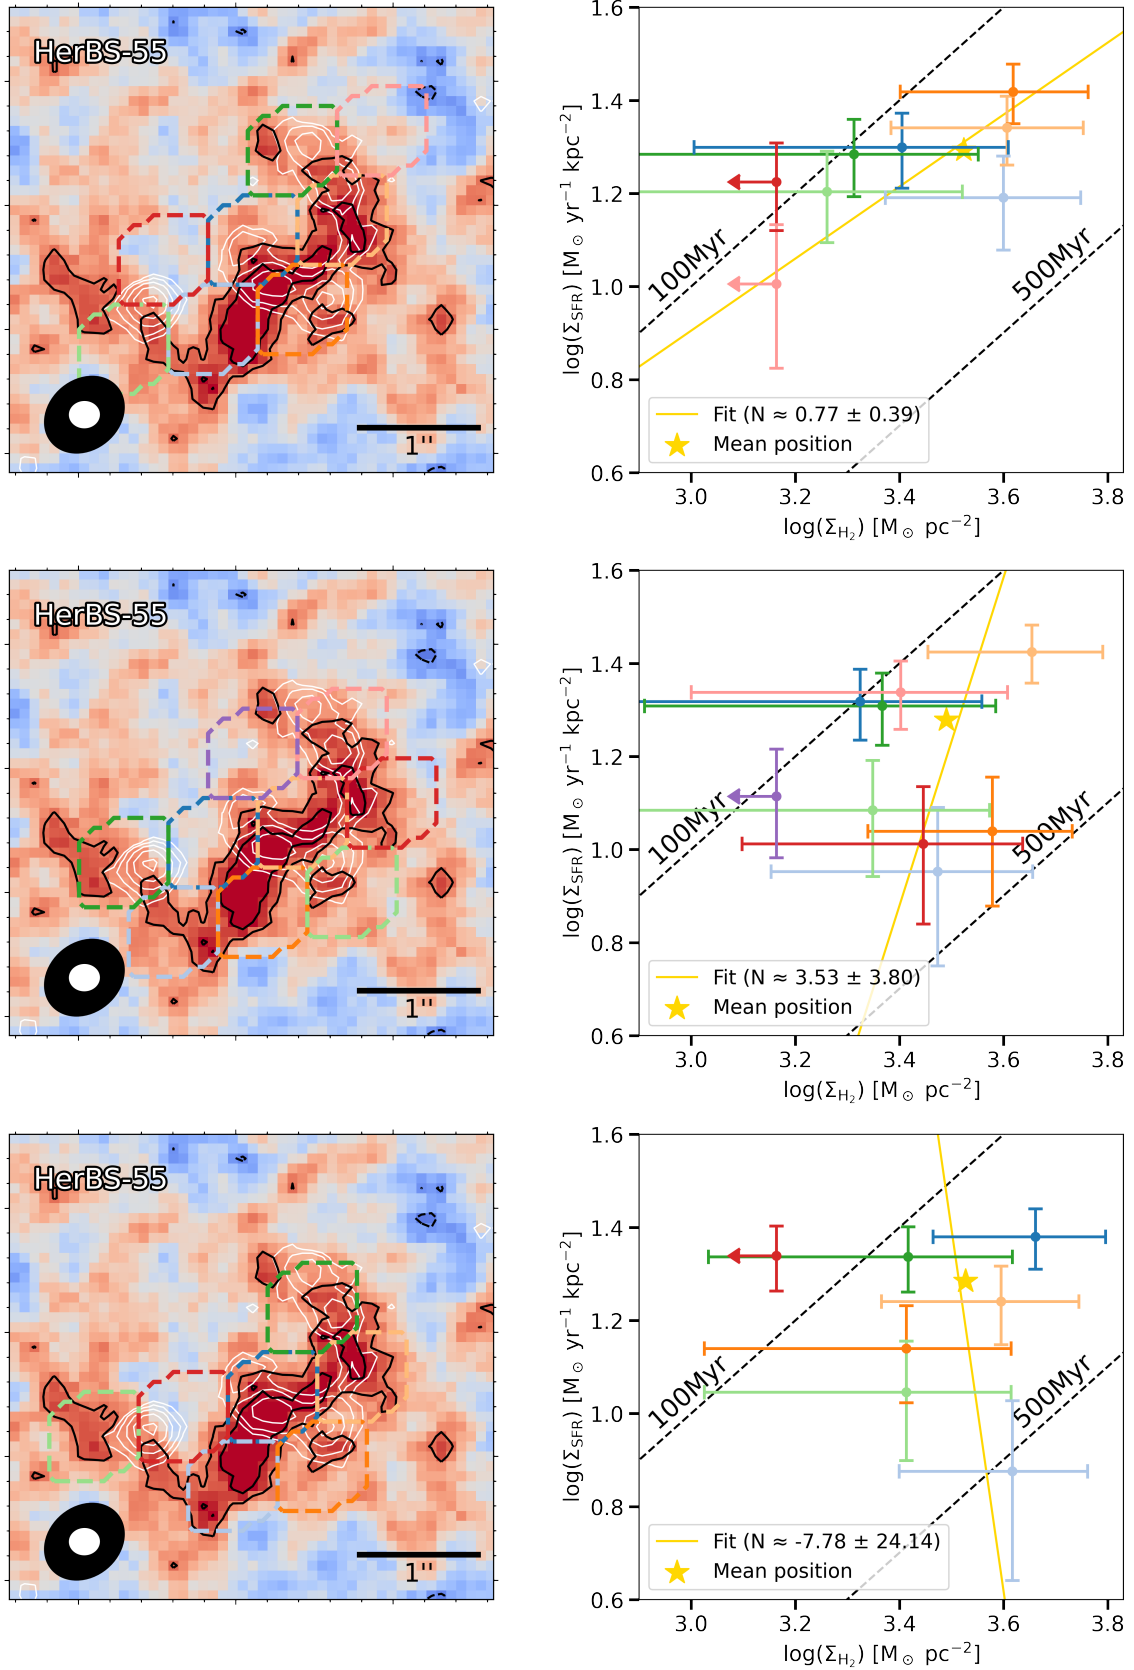 HerBS-55
1''
1.6
1.4
1.2
1.0
0.8
0.6
log(Σ_SFR) [M⊙ yr⁻¹ kpc⁻²]
100Myr
500Myr
Fit (N ≈ 0.77 ± 0.39)
Mean position
3.0 3.2 3.4 3.6 3.8
log(Σ_H₂) [M⊙ pc⁻²]
HerBS-55
1''
1.6
1.4
1.2
1.0
0.8
0.6
log(Σ_SFR) [M⊙ yr⁻¹ kpc⁻²]
100Myr
500Myr
Fit (N ≈ 3.53 ± 3.80)
Mean position
3.0 3.2 3.4 3.6 3.8
log(Σ_H₂) [M⊙ pc⁻²]
HerBS-55
1''
1.6
1.4
1.2
1.0
0.8
0.6
log(Σ_SFR) [M⊙ yr⁻¹ kpc⁻²]
100Myr
500Myr
Fit (N ≈ -7.78 ± 24.14)
Mean position
3.0 3.2 3.4 3.6 3.8
log(Σ_H₂) [M⊙ pc⁻²]